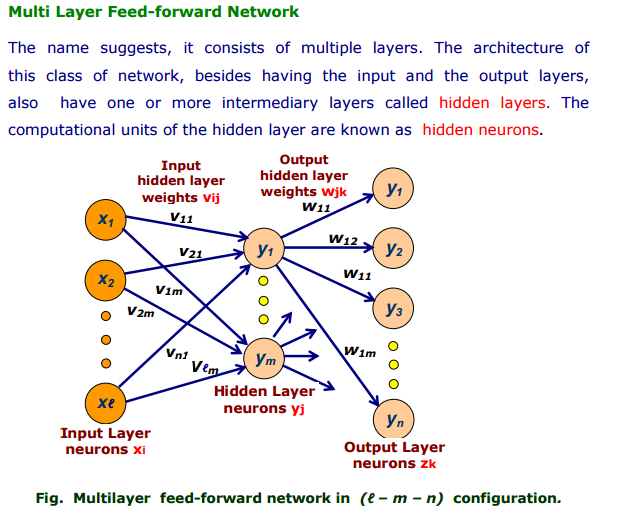 Multi Layer Feed-forward Network
The name suggests, it consists of multiple layers. The architecture of
this class of network, besides having the input and the output layers,
also have one or more intermediary layers called hidden layers. The
computational units of the hidden layer are known as hidden neurons.
Input
hidden layer
weights vij
Output
hidden layer
weights wjk
x1
v11
w11
y1
v21
y1
w12
y2
x2
v1m
w11
v2m
y3
vn1
Vℓm
ym
w1m
xℓ
Hidden Layer
neurons yj
yn
Input Layer
neurons xi
Output Layer
neurons zk
Fig. Multilayer feed-forward network in (ℓ – m – n) configuration.